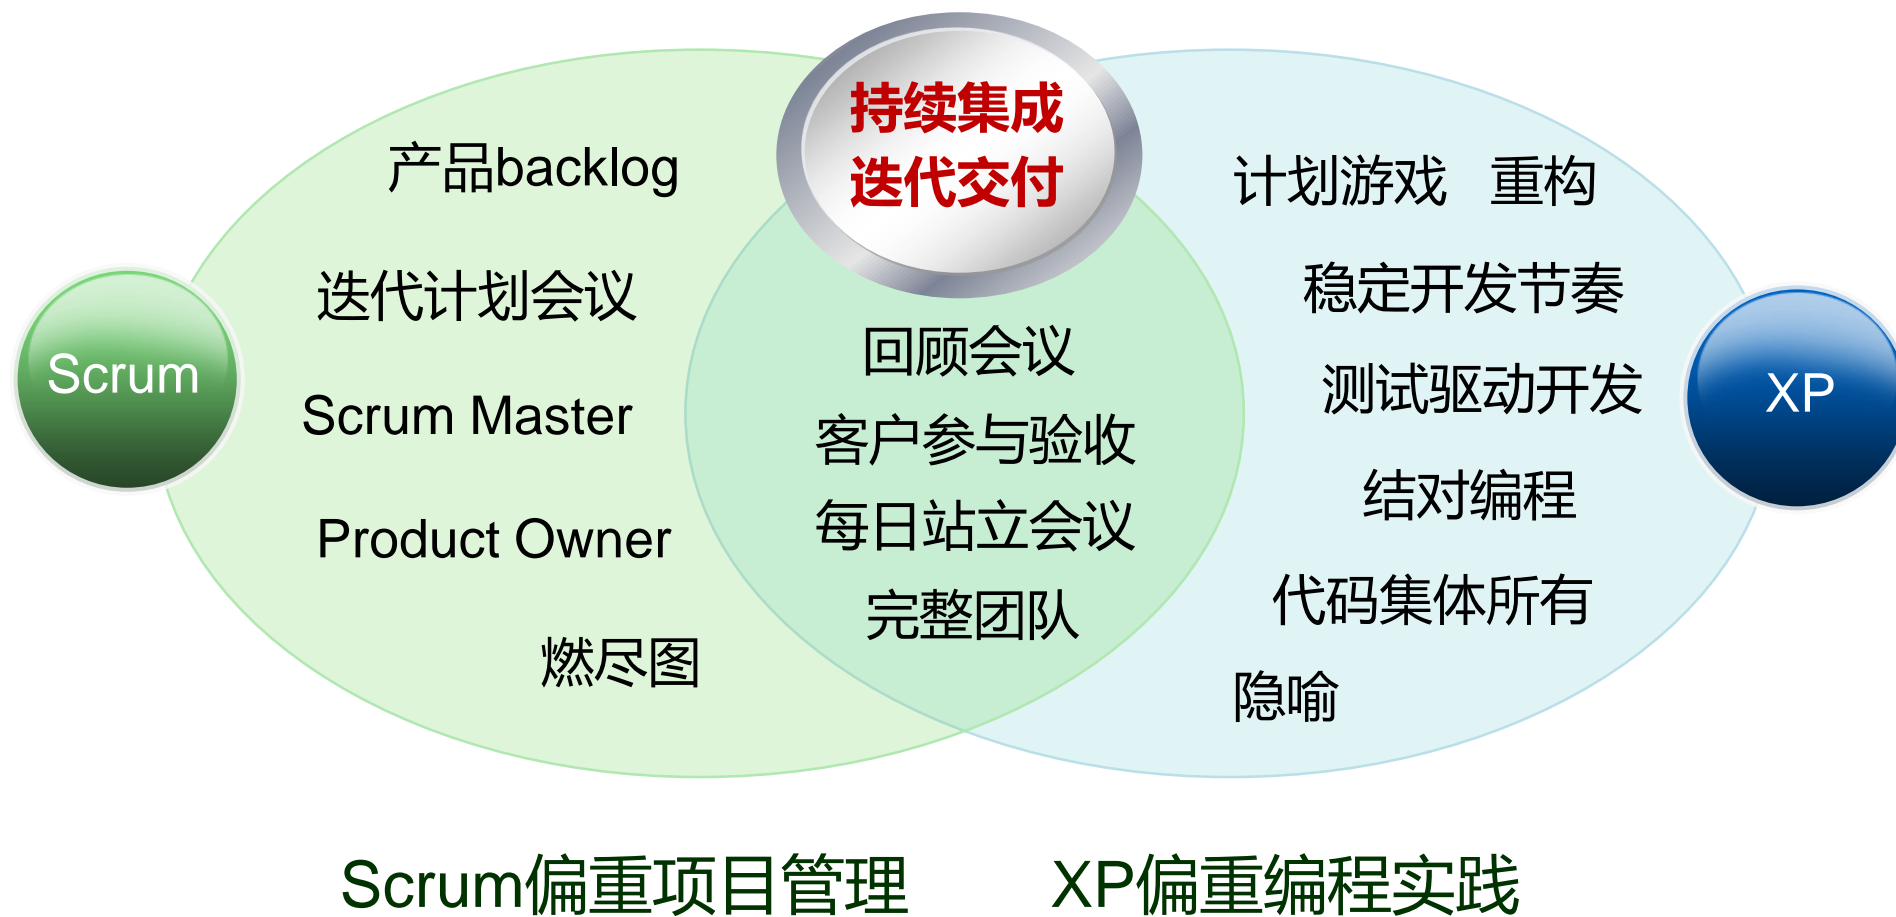 持续集成
迭代交付
Scrum
产品backlog
迭代计划会议
Scrum Master
Product Owner
燃尽图
回顾会议
客户参与验收
每日站立会议
完整团队
计划游戏 重构
稳定开发节奏
测试驱动开发
结对编程
代码集体所有
隐喻
XP
Scrum偏重项目管理 XP偏重编程实践